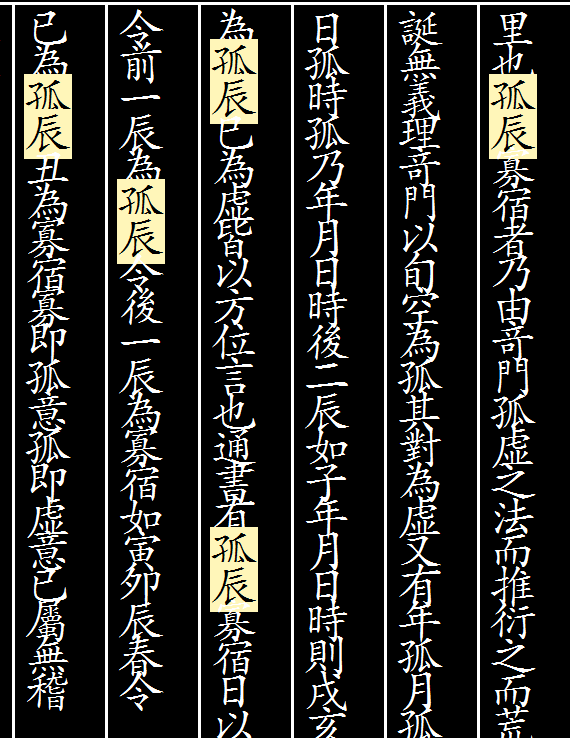 里也孤辰寡宿者乃由竒門孤虛之法而推衍之而荒
誕無義理竒門以旬空為孤其對為虛又有年孤月孤
日孤時孤乃年月日時後二辰如子年月日時則戌亥
為孤辰巳為虛皆以方位言也通書有孤辰寡宿日以
令前一辰為孤辰令後一辰為寡宿如寅夘辰春令
巳為孤辰丑為寡宿寡即孤意孤即虛意已屬無稽